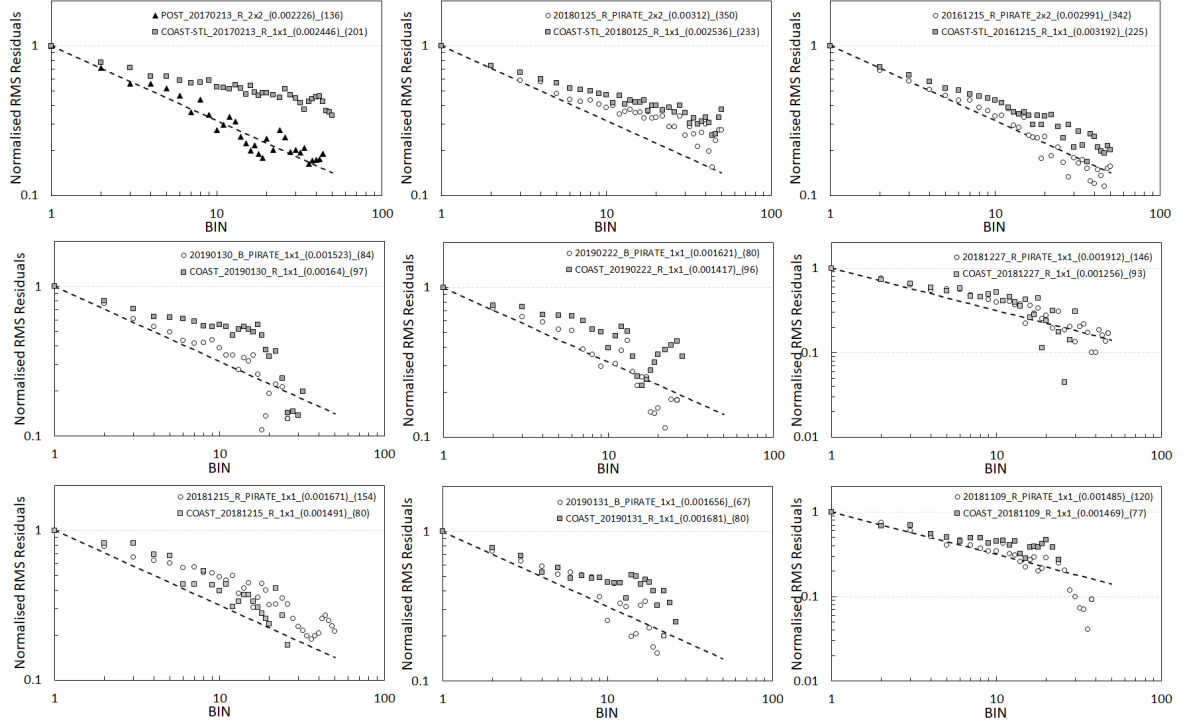 POST_20170213_R_2x2_(0.002226)_(136)
COAST-STL_20170213_R_1x1_(0.002446)_(201)
Normalised RMS Residuals
1
0.1
1
10
100
BIN
20180125_R_PIRATE_2x2_(0.00312)_(350)
COAST-STL_20180125_R_1x1_(0.002536)_(233)
Normalised RMS Residuals
1
0.1
1
10
100
BIN
20161215_R_PIRATE_2x2_(0.002991)_(342)
COAST-STL_20161215_R_1x1_(0.003192)_(225)
Normalised RMS Residuals
1
0.1
1
10
100
BIN
20190130_B_PIRATE_1x1_(0.001523)_(84)
COAST_20190130_R_1x1_(0.00164)_(97)
Normalised RMS Residuals
1
0.1
1
10
100
BIN
20190222_B_PIRATE_1x1_(0.001621)_(80)
COAST_20190222_R_1x1_(0.001417)_(96)
Normalised RMS Residuals
1
0.1
1
10
100
BIN
20181227_R_PIRATE_1x1_(0.001912)_(146)
COAST_20181227_R_1x1_(0.001256)_(93)
Normalised RMS Residuals
1
0.1
0.01
1
10
100
BIN
20181215_R_PIRATE_1x1_(0.001671)_(154)
COAST_20181215_R_1x1_(0.001491)_(80)
Normalised RMS Residuals
1
0.1
1
10
100
BIN
20190131_B_PIRATE_1x1_(0.001656)_(67)
COAST_20190131_R_1x1_(0.001681)_(80)
Normalised RMS Residuals
1
0.1
1
10
100
BIN
20181109_R_PIRATE_1x1_(0.001485)_(120)
COAST_20181109_R_1x1_(0.001469)_(77)
Normalised RMS Residuals
1
0.1
0.01
1
10
100
BIN